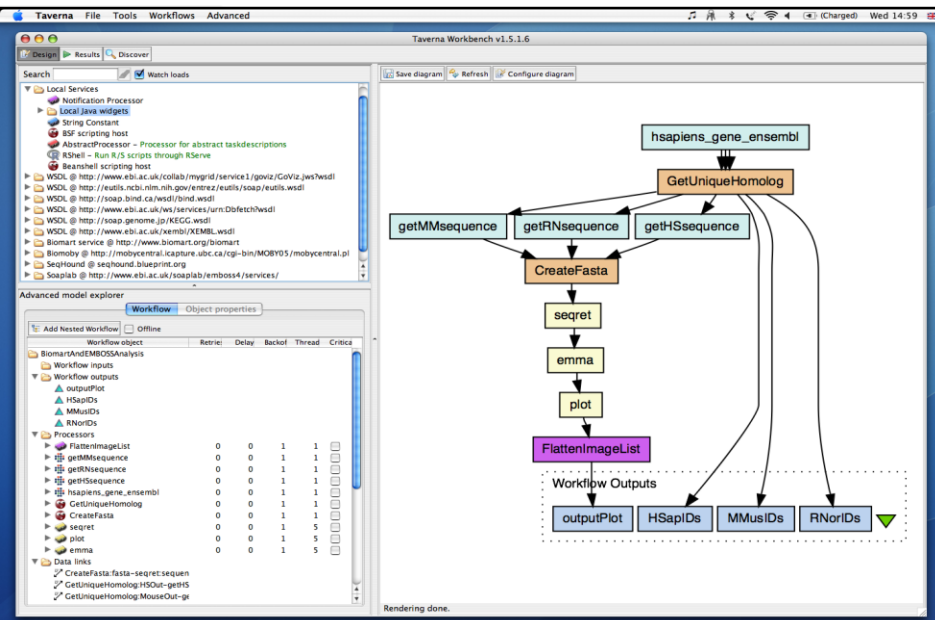 Taverna File Tools Workflows Advanced (Charged) Wed 14:59
Taverna Workbench v1.5.1.6
Design Results Discover
Search Watch loads
Local Services
Notification Processor
Local Java widgets
String Constant
BSF scripting host
AbstractProcessor - Processor for abstract taskdescriptions
RShell - Run R/S scripts through RServe
Beanshell scripting host
WSDL @ http://www.ebi.ac.uk/collab/mygrid/service1/goviz/GoViz.jws?wsdl
WSDL @ http://eutils.ncbi.nlm.nih.gov/entrez/eutils/soap/eutils.wsdl
WSDL @ http://soap.bind.ca/wsdl/bind.wsdl
WSDL @ http://www.ebi.ac.uk/ws/services/urn:Dbfetch?wsdl
WSDL @ http://soap.genome.jp/KEGG.wsdl
WSDL @ http://www.ebi.ac.uk/xembl/XEMBL.wsdl
Biomart service @ http://www.biomart.org/biomart
Biomoby @ http://mobycentral.icapture.ubc.ca/cgi-bin/MOBY05/mobycentral.pl
SeqHound @ seqhound.blueprint.org
Soaplab @ http://www.ebi.ac.uk/soaplab/emboss4/services/
Advanced model explorer
Workflow Object properties
Add Nested Workflow Offline
Workflow object Retrie: Delay Backof Thread Critica
BiomartAndEMBOSSAnalysis
Workflow inputs
Workflow outputs
outputPlot
HSapIDs
MMusIDs
RNorIDs
Processors
FlattenImageList 0 0 1 1
getMMsequence 0 0 1 1
getRNsequence 0 0 1 1
getHSsequence 0 0 1 1
hsapiens_gene_ensembl 0 0 1 1
GetUniqueHomolog 0 0 1 1
CreateFasta 0 0 1 1
seqret 0 0 1 5
plot 0 0 1 5
emma 0 0 1 5
Data links
CreateFasta:fasta-seqret:sequen
GetUniqueHomolog:HSOut-getHS
GetUniqueHomolog:MouseOut-ge
Save diagram Refresh Configure diagram
hsapiens_gene_ensembl
GetUniqueHomolog
getMMsequence getRNsequence getHSsequence
CreateFasta
seqret
emma
plot
FlattenImageList
Workflow Outputs
outputPlot HSapIDs MMusIDs RNorIDs
Rendering done.